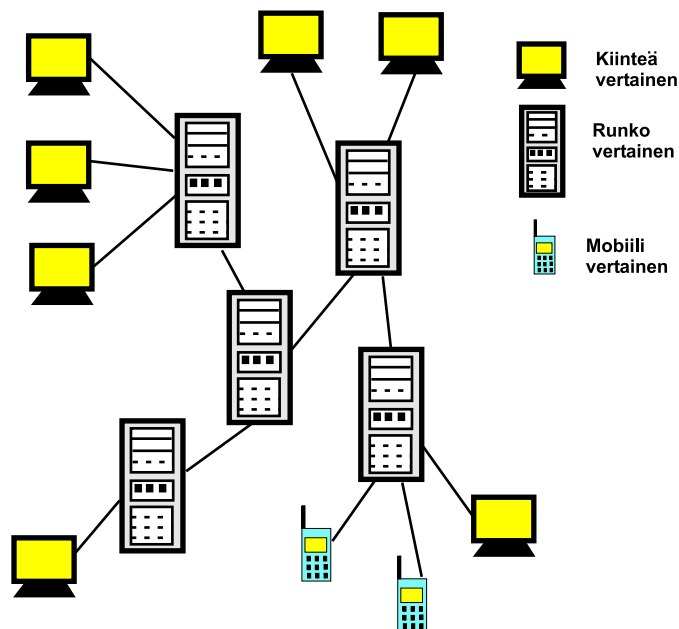 Kiinteä
vertainen
Runko
vertainen
Mobiili
vertainen